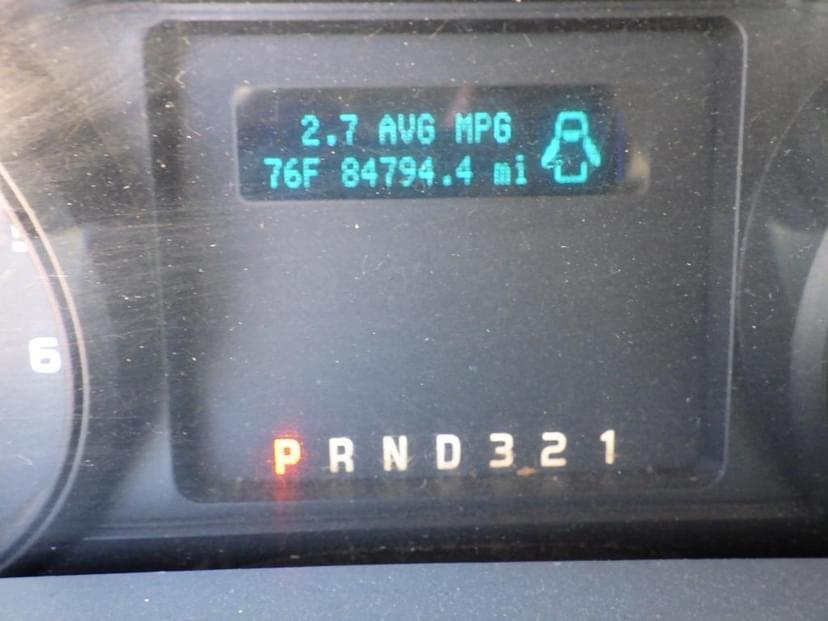 2.7 AVG MPG
76F 84794.4 mi
6
P R N D 3 2 1